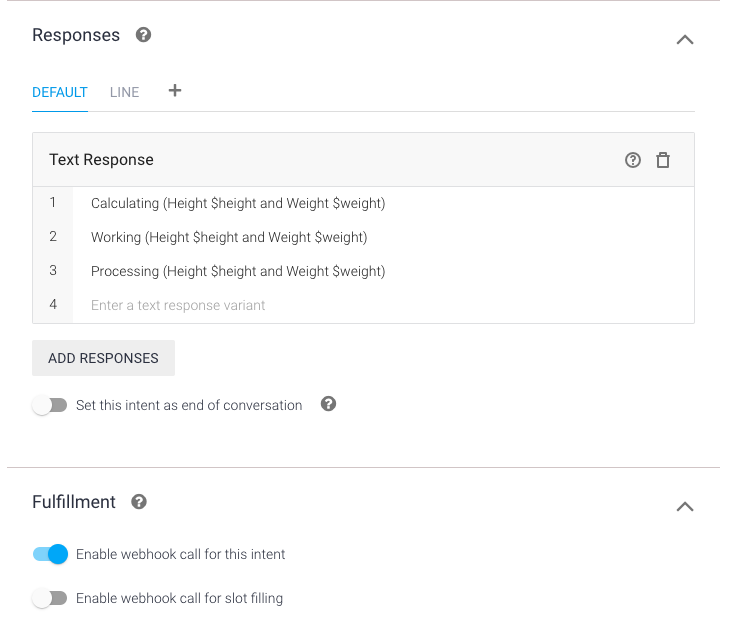 Responses
DEFAULT LINE +
Text Response
1 Calculating (Height $height and Weight $weight)
2 Working (Height $height and Weight $weight)
3 Processing (Height $height and Weight $weight)
4 Enter a text response variant
ADD RESPONSES
Set this intent as end of conversation
Fulfillment
Enable webhook call for this intent
Enable webhook call for slot filling